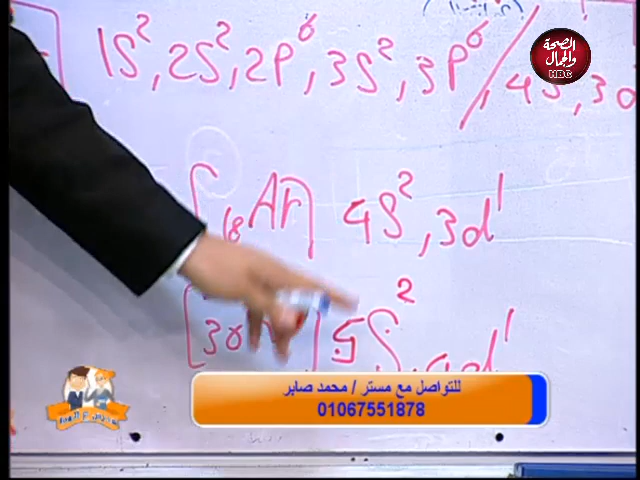 الصحة
والجمال
HBC
1S², 2S², 2P⁶, 3S², 3P⁶ / 4S, 3d
[₁₈Ar] 4S², 3d¹
5S², 4d¹
للتواصل مع مستر / محمد صابر
01067551878